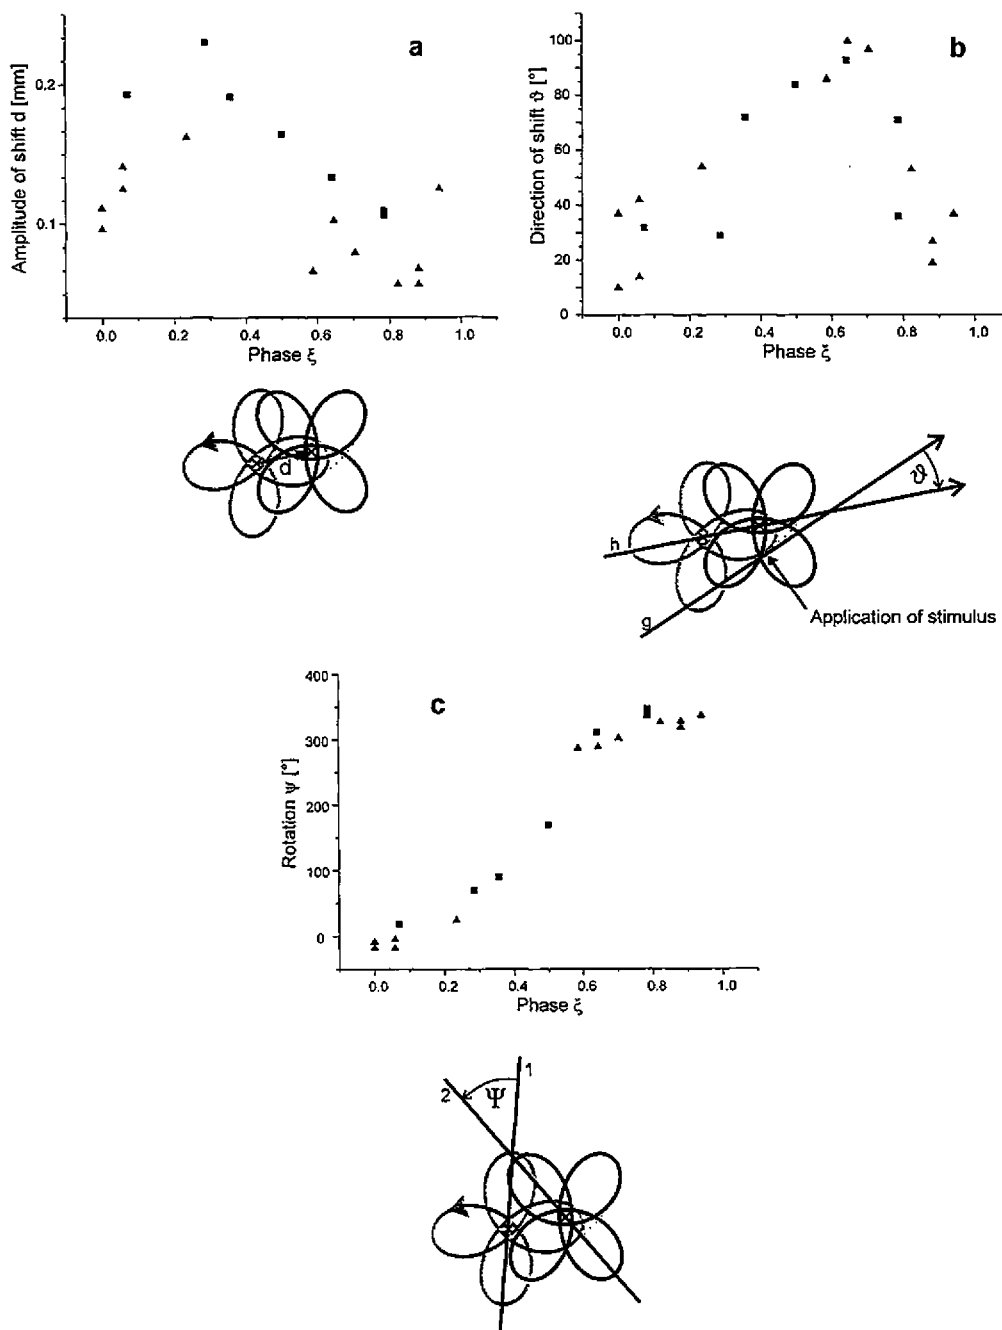 a
Amplitude of shift d [mm]
0.2
0.1
0.0 0.2 0.4 0.6 0.8 1.0
Phase ξ
b
Direction of shift ϑ [°]
100
80
60
40
20
0
0.0 0.2 0.4 0.6 0.8 1.0
Phase ξ
d
ϑ
h
g
Application of stimulus
c
Rotation ψ [°]
400
300
200
100
0
0.0 0.2 0.4 0.6 0.8 1.0
Phase ξ
1
2
Ψ